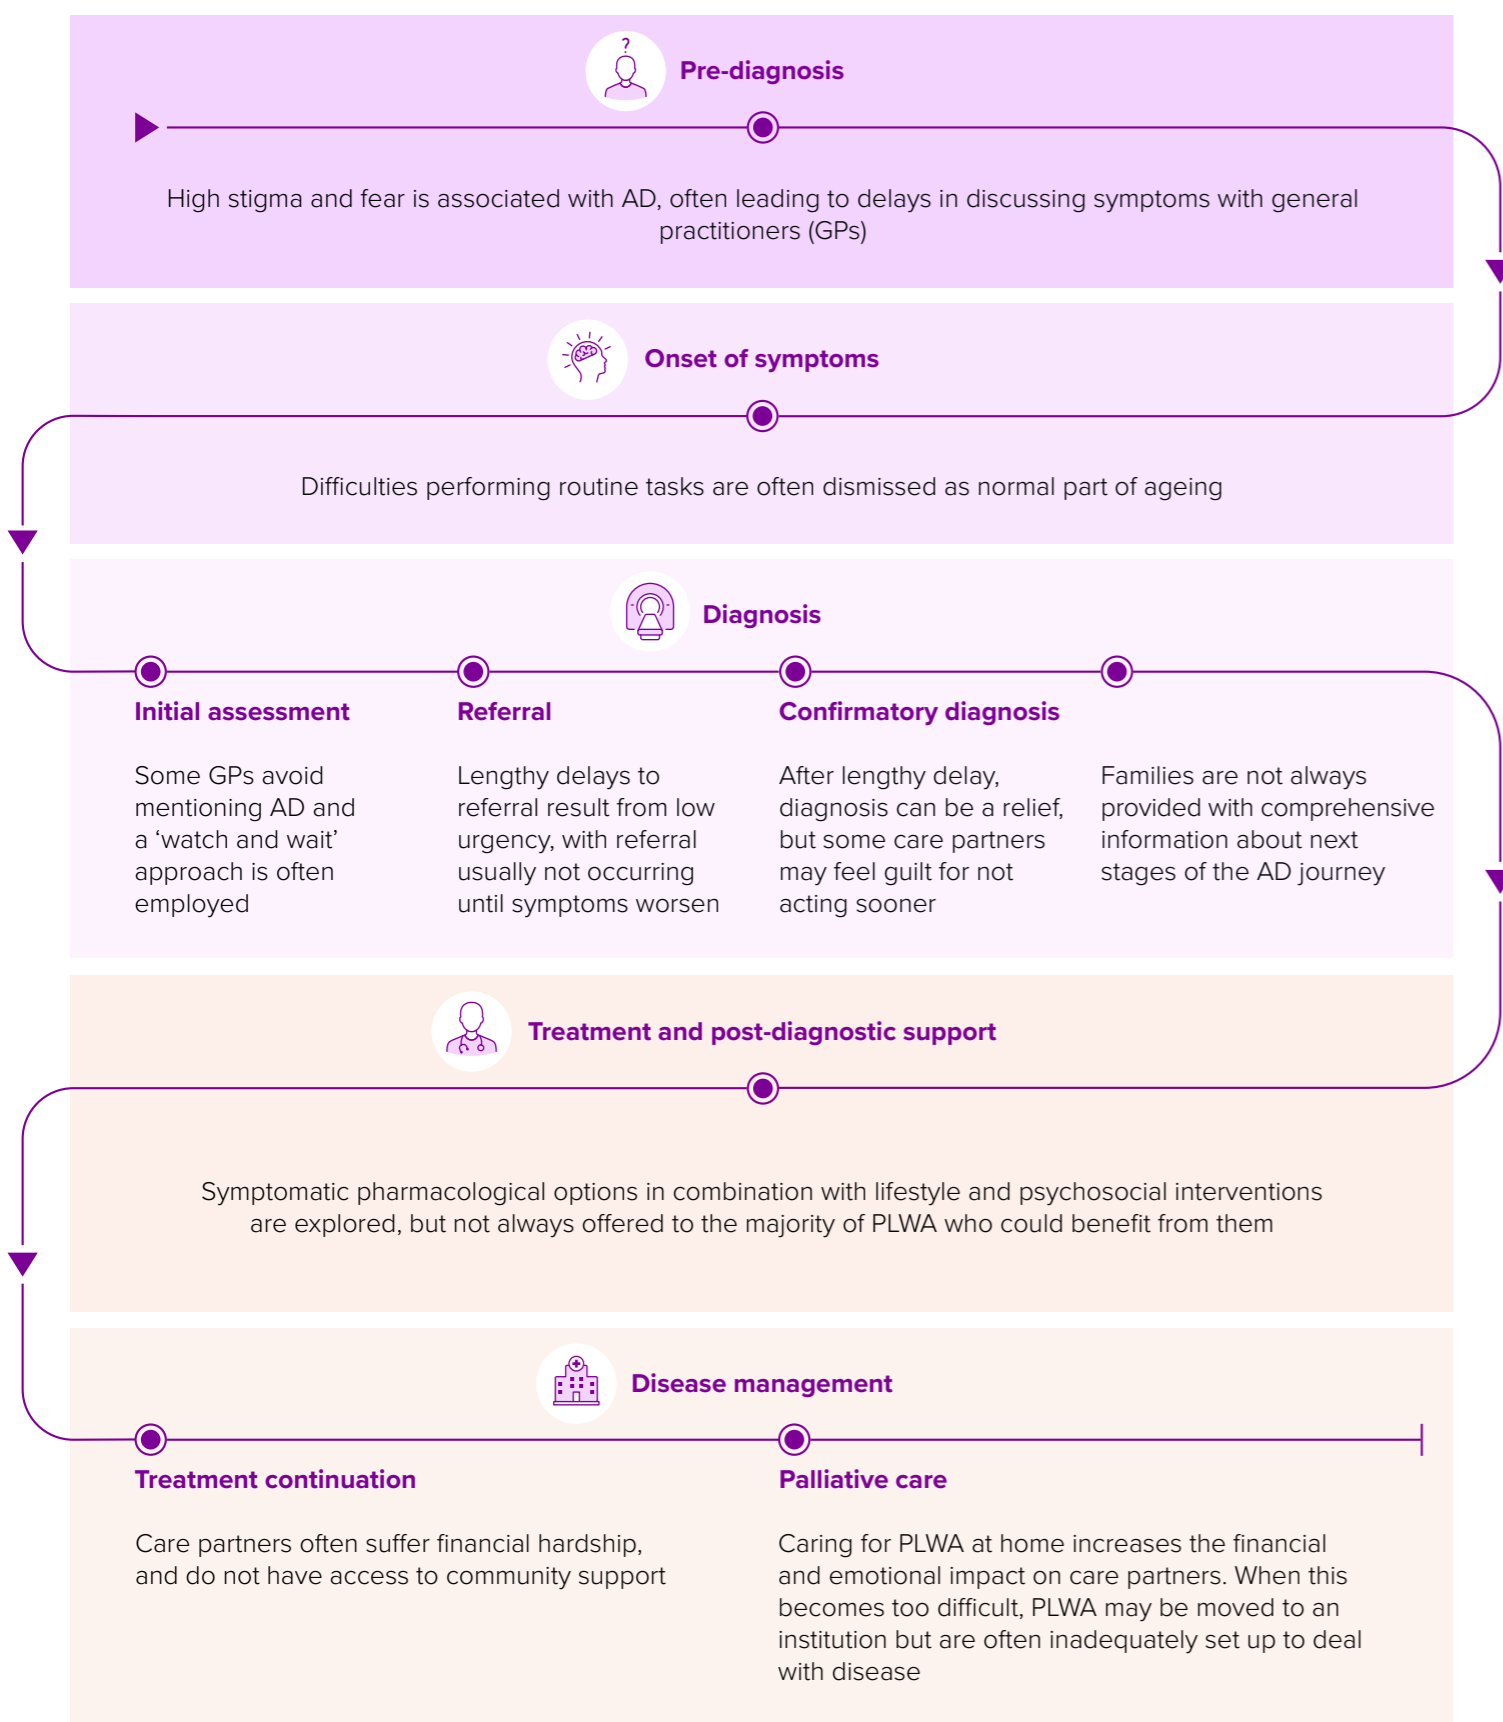 ?
Pre-diagnosis
High stigma and fear is associated with AD, often leading to delays in discussing symptoms with general
practitioners (GPs)
Onset of symptoms
Difficulties performing routine tasks are often dismissed as normal part of ageing
Diagnosis
Initial assessment
Some GPs avoid
mentioning AD and
a ‘watch and wait’
approach is often
employed
Referral
Lengthy delays to
referral result from low
urgency, with referral
usually not occurring
until symptoms worsen
Confirmatory diagnosis
After lengthy delay,
diagnosis can be a relief,
but some care partners
may feel guilt for not
acting sooner
Families are not always
provided with comprehensive
information about next
stages of the AD journey
Treatment and post-diagnostic support
Symptomatic pharmacological options in combination with lifestyle and psychosocial interventions
are explored, but not always offered to the majority of PLWA who could benefit from them
Disease management
Treatment continuation
Care partners often suffer financial hardship,
and do not have access to community support
Palliative care
Caring for PLWA at home increases the financial
and emotional impact on care partners. When this
becomes too difficult, PLWA may be moved to an
institution but are often inadequately set up to deal
with disease